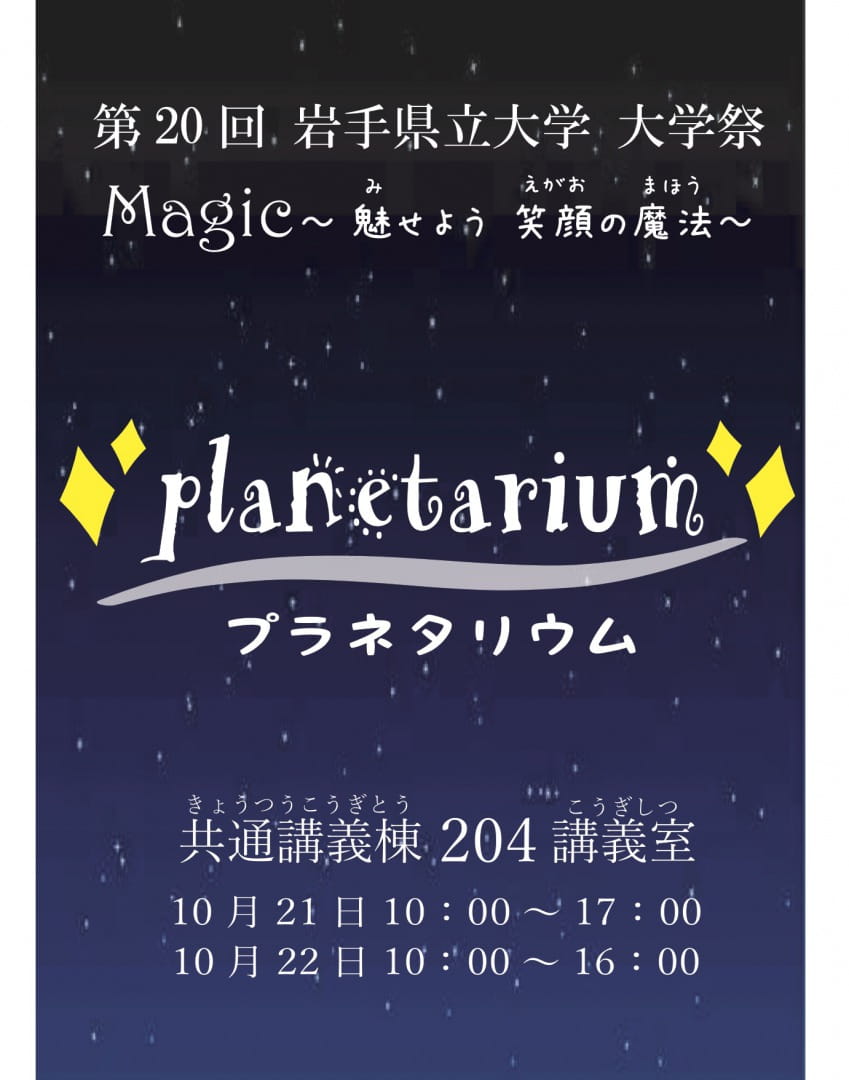 第20回 岩手県立大学 大学祭
み えがお まほう
Magic～ 魅せよう 笑顔の魔法～
planetarium
プラネタリウム
きょうつうこうぎとう こうぎしつ
共通講義棟 204 講義室
10月21日10：00～17：00
10月22日10：00～16：00